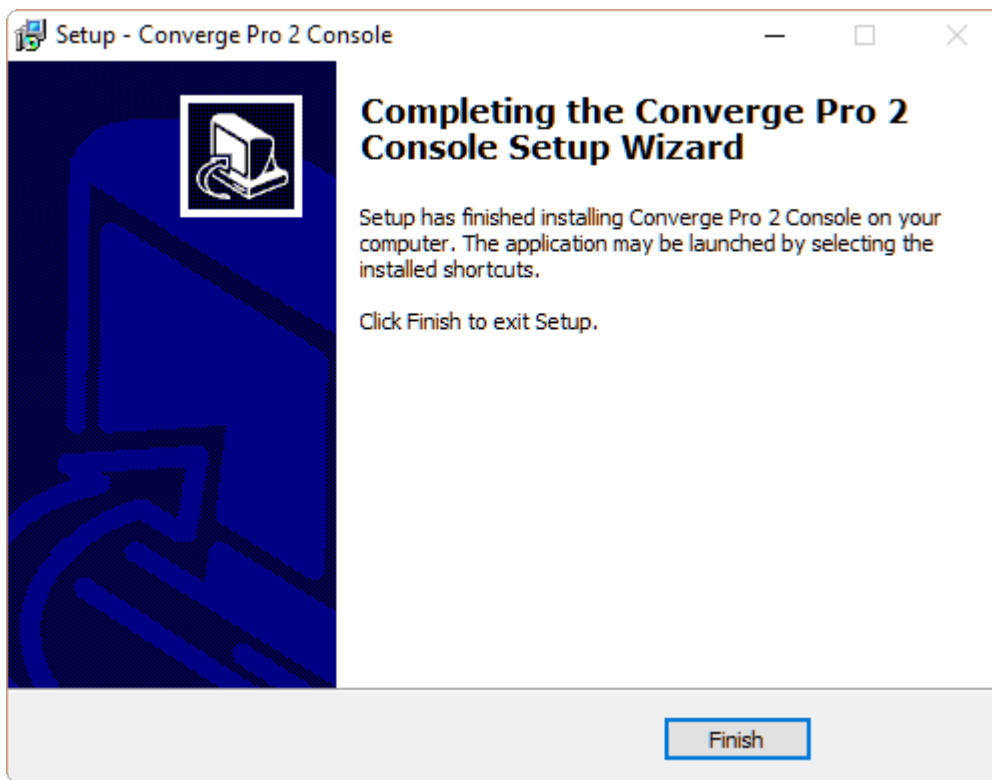 Setup - Converge Pro 2 Console
Completing the Converge Pro 2
Console Setup Wizard
Setup has finished installing Converge Pro 2 Console on your
computer. The application may be launched by selecting the
installed shortcuts.
Click Finish to exit Setup.
Finish